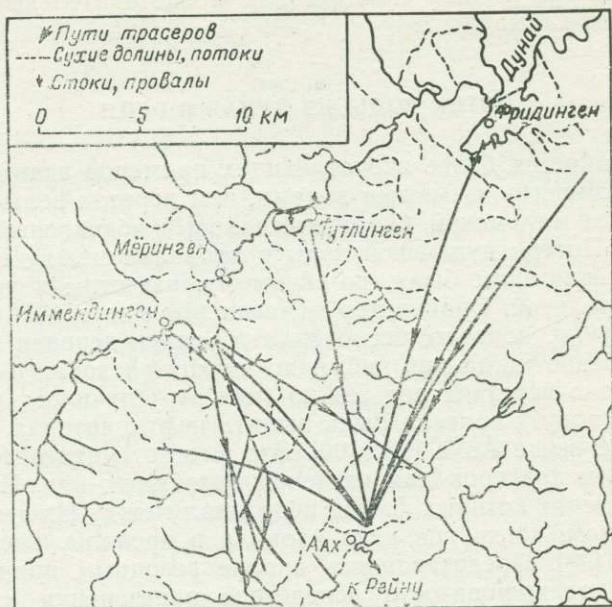 Пути трасеров
Сухие долины, потоки
Стоки, провалы
0 5 10 км
Дунай
Фридинген
Тутлинген
Мёринген
Иммендинген
Аах
к Рейну